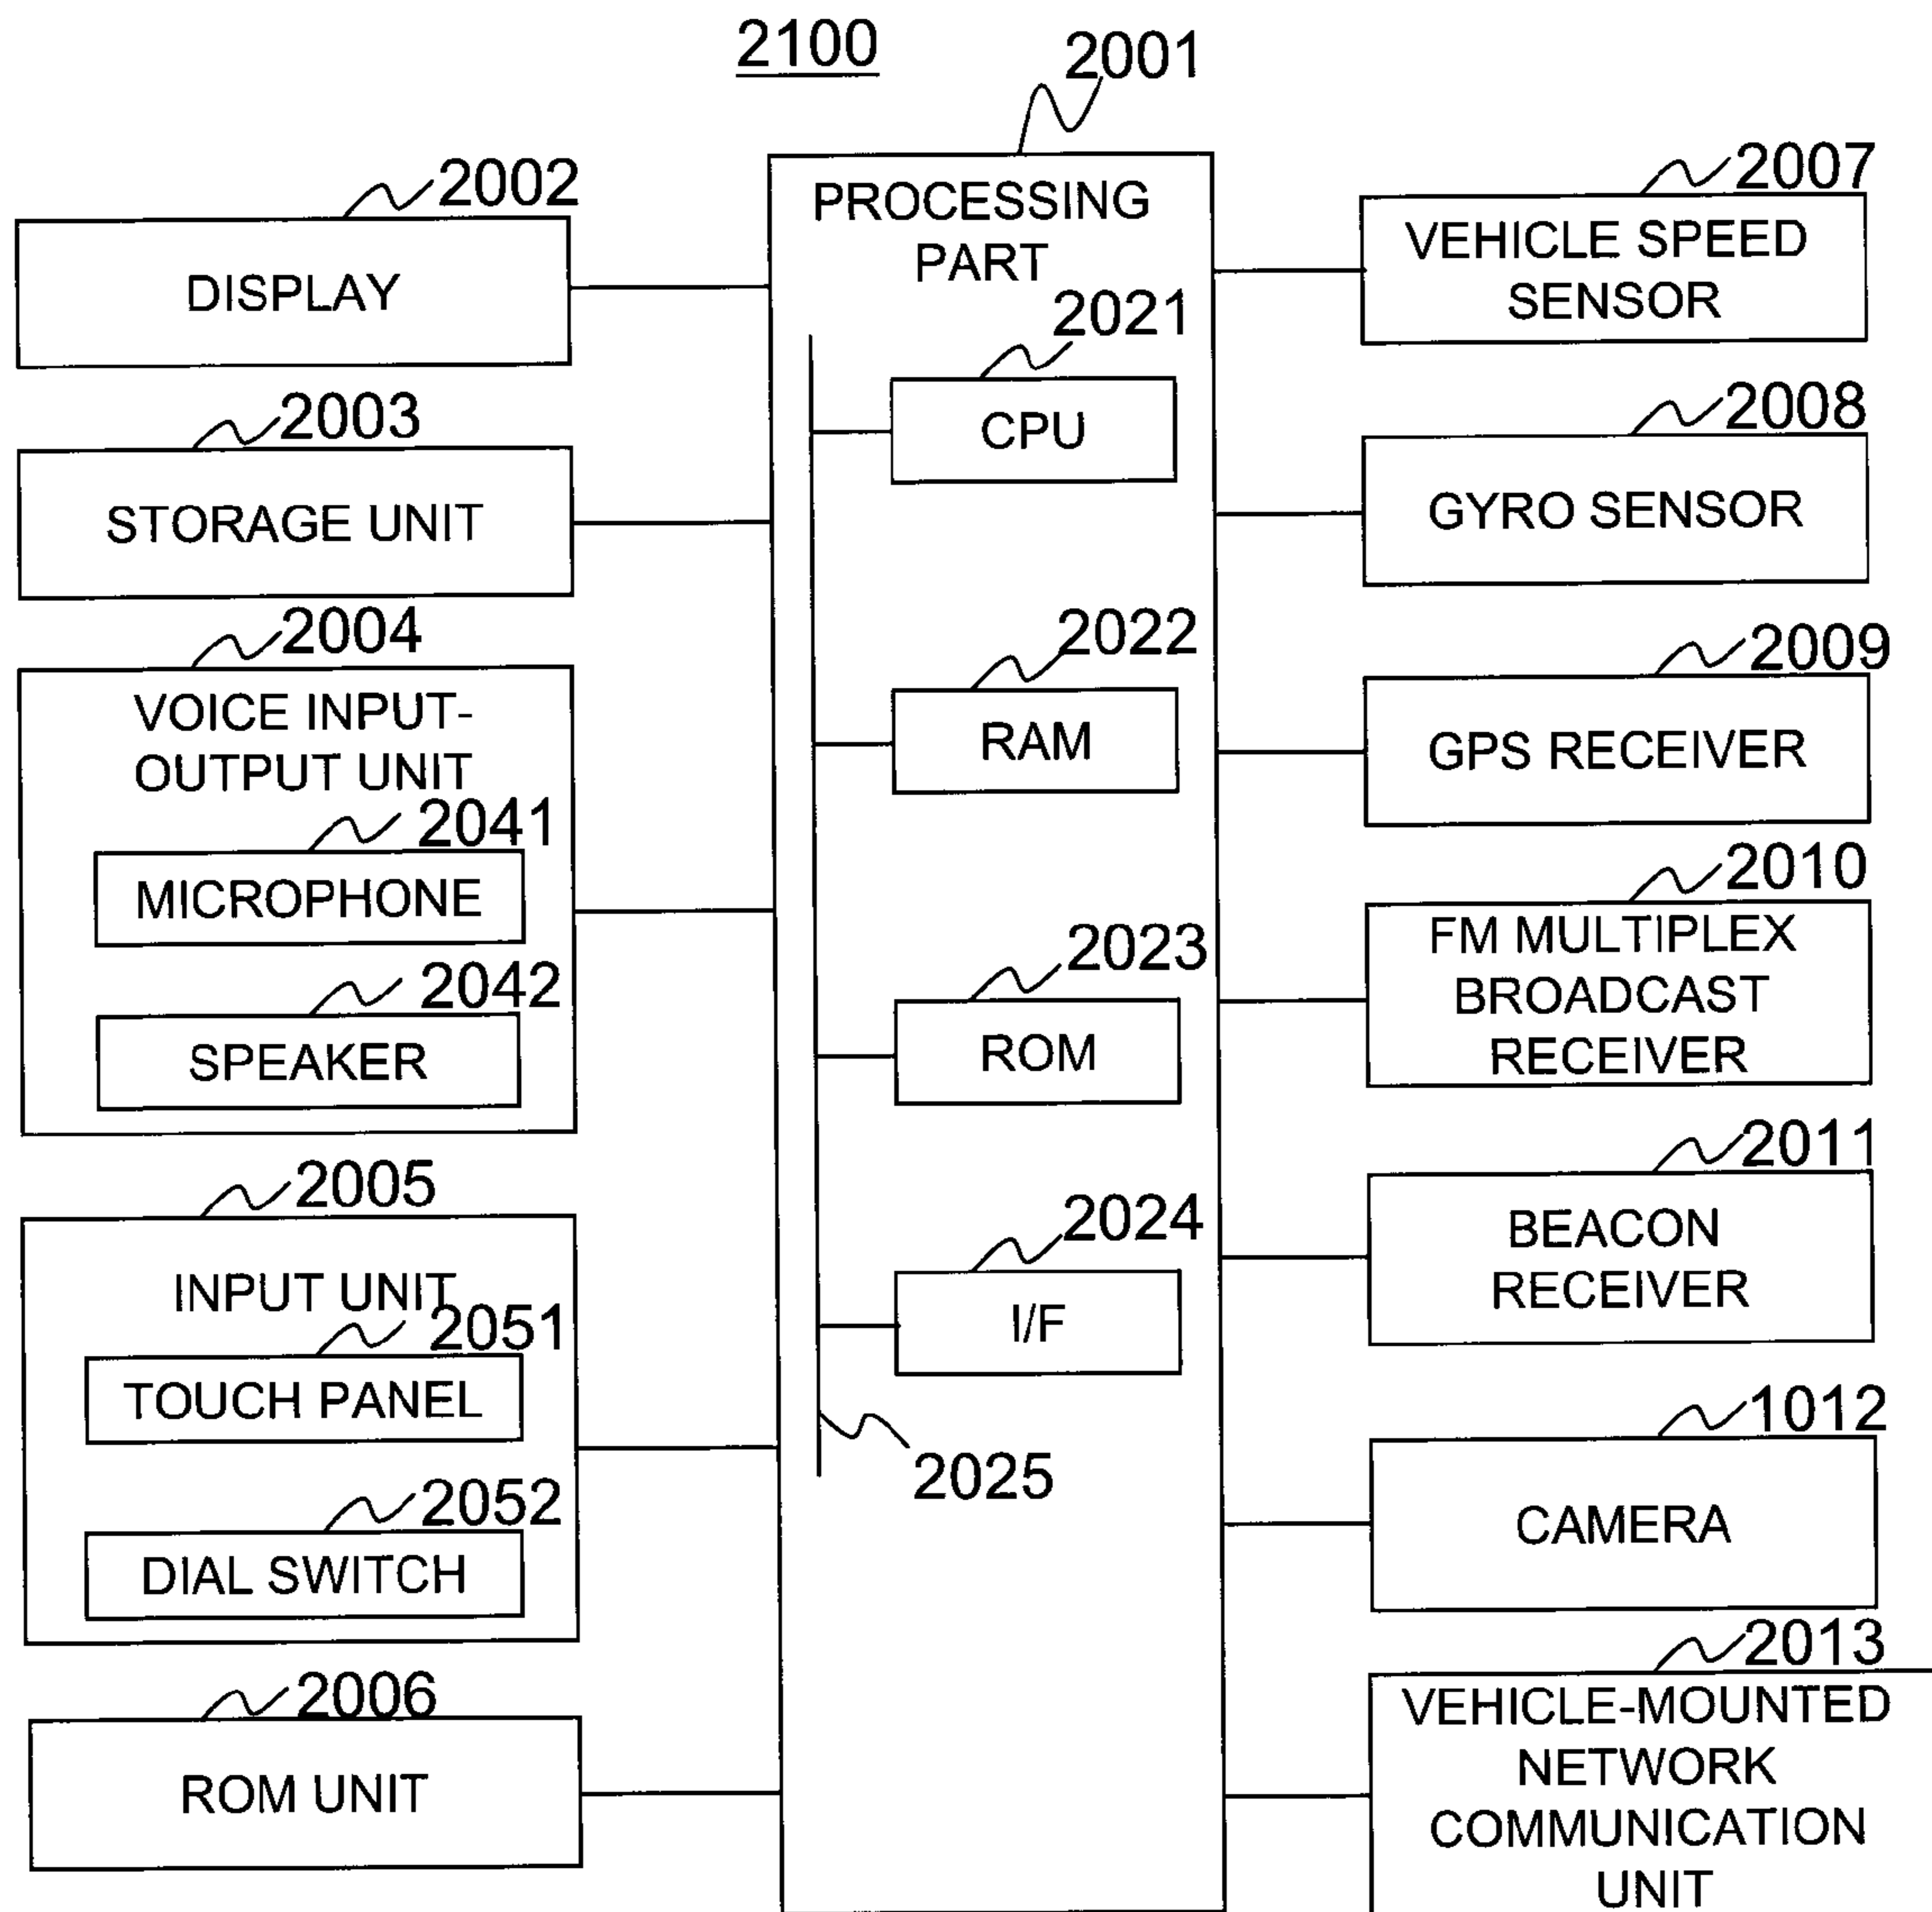 2100
2001
PROCESSING
PART
2002
DISPLAY
2003
STORAGE UNIT
2004
VOICE INPUT-
OUTPUT UNIT
2041
MICROPHONE
2042
SPEAKER
2005
INPUT UNIT
2051
TOUCH PANEL
2052
DIAL SWITCH
2006
ROM UNIT
2021
CPU
2022
RAM
2023
ROM
2024
I/F
2025
2007
VEHICLE SPEED
SENSOR
2008
GYRO SENSOR
2009
GPS RECEIVER
2010
FM MULTIPLEX
BROADCAST
RECEIVER
2011
BEACON
RECEIVER
1012
CAMERA
2013
VEHICLE-MOUNTED
NETWORK
COMMUNICATION
UNIT